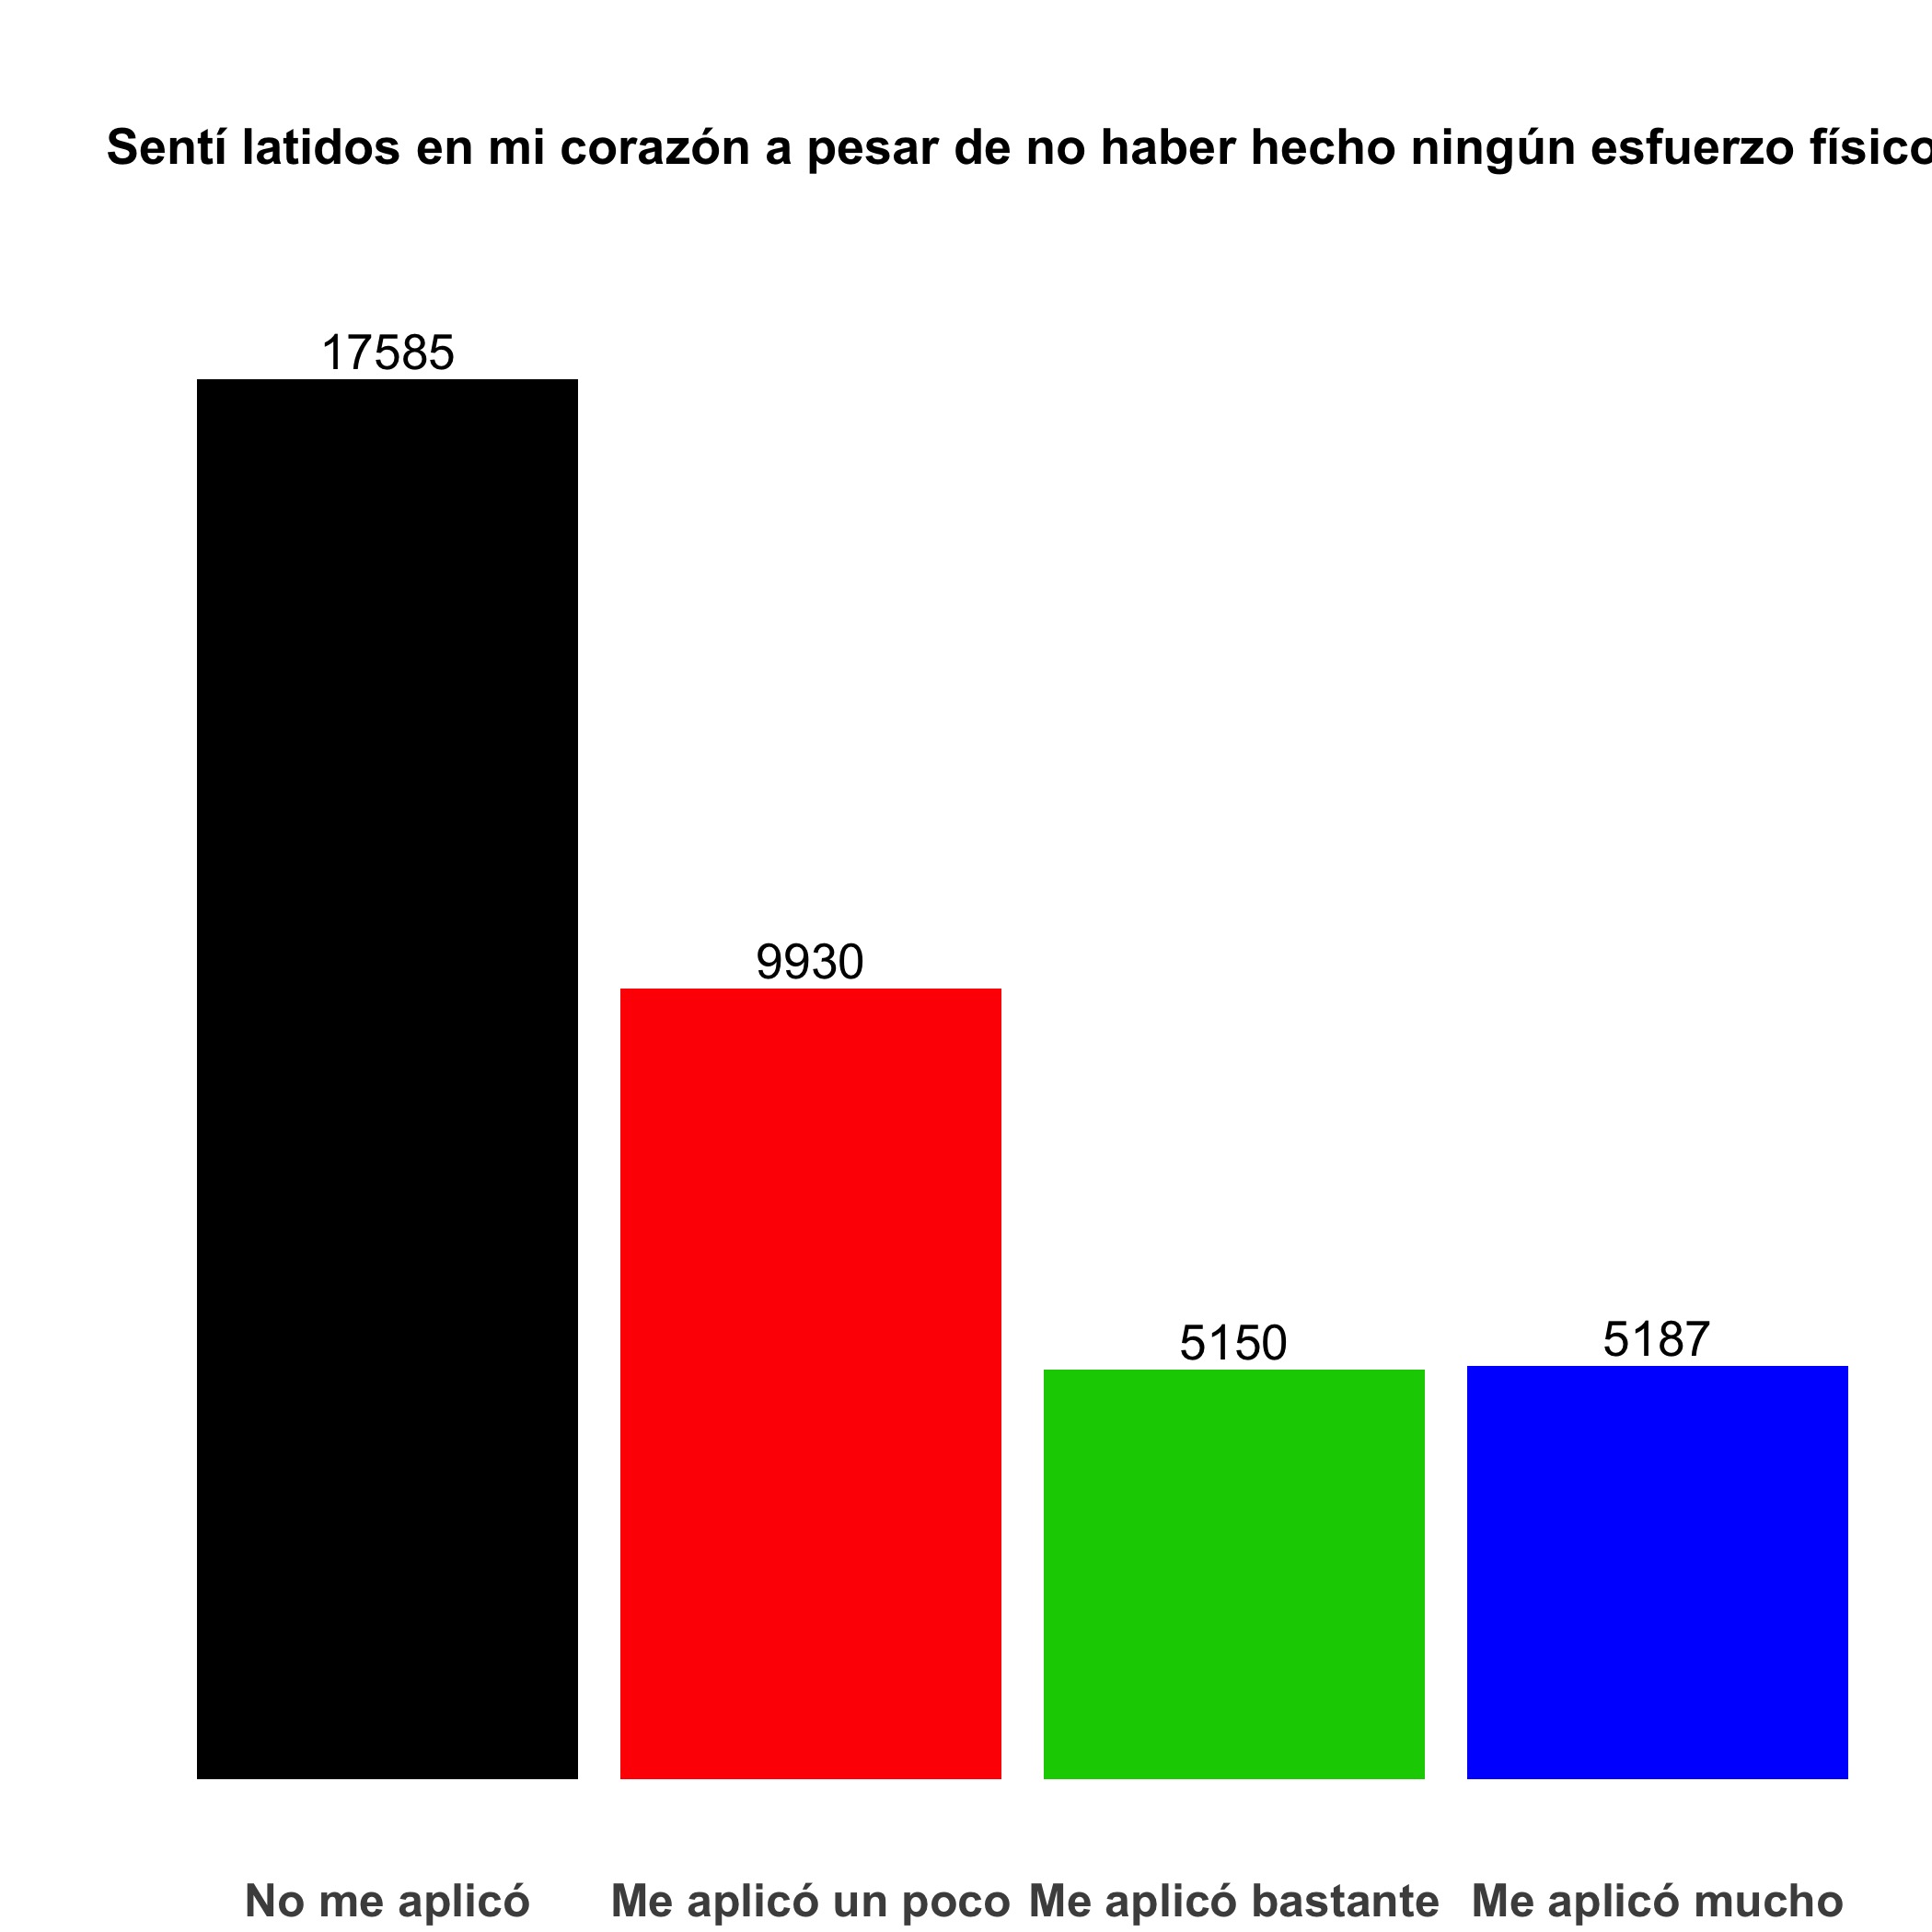 Sentí latidos en mi corazón a pesar de no haber hecho ningún esfuerzo físico
17585
9930
5150
5187
No me aplicó
Me aplicó un poco
Me aplicó bastante
Me aplicó mucho